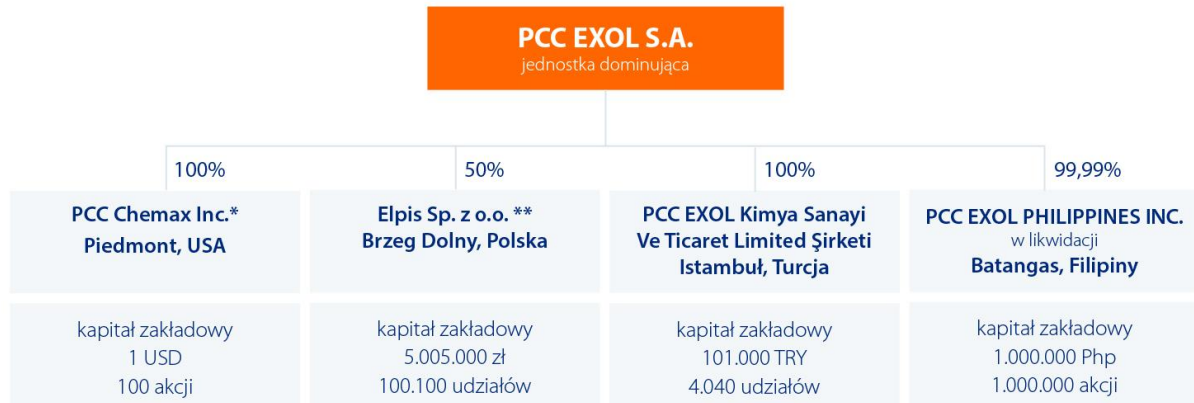 PCC EXOL S.A.
jednostka dominująca
100%
PCC Chemax Inc.*
Piedmont, USA
kapitał zakładowy
1 USD
100 akcji
50%
Elpis Sp. z o.o. **
Brzeg Dolny, Polska
kapitał zakładowy
5.005.000 zł
100.100 udziałów
100%
PCC EXOL Kimya Sanayi
Ve Ticaret Limited Şirketi
Istambuł, Turcja
kapitał zakładowy
101.000 TRY
4.040 udziałów
99,99%
PCC EXOL PHILIPPINES INC.
w likwidacji
Batangas, Filipiny
kapitał zakładowy
1.000.000 Php
1.000.000 akcji